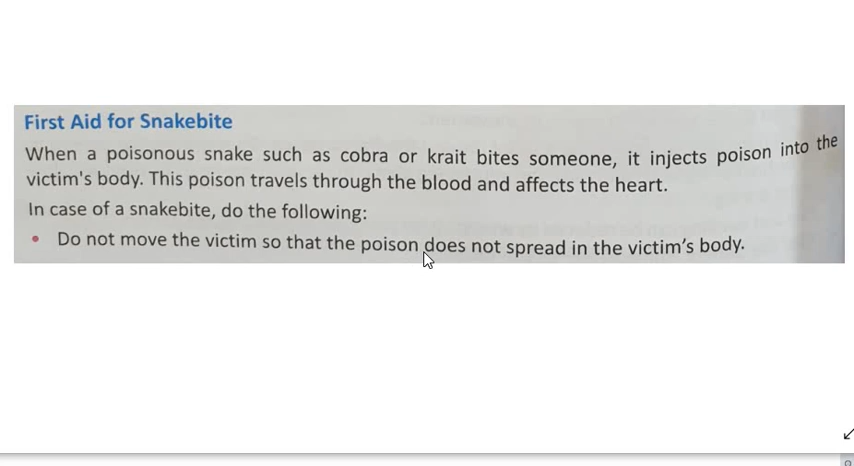 First Aid for Snakebite
When a poisonous snake such as cobra or krait bites someone, it injects poison into the
victim's body. This poison travels through the blood and affects the heart.
In case of a snakebite, do the following:
• Do not move the victim so that the poison does not spread in the victim's body.